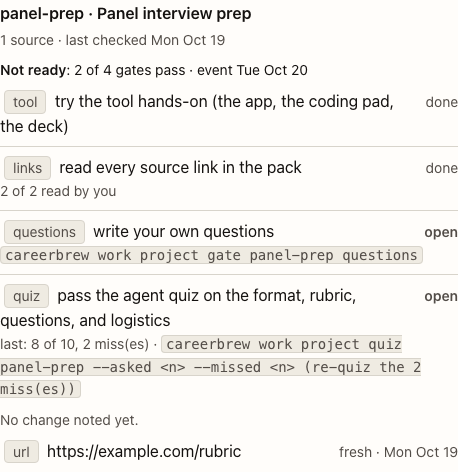 panel-prep · Panel interview prep
1 source · last checked Mon Oct 19
Not ready: 2 of 4 gates pass · event Tue Oct 20
tool try the tool hands-on (the app, the coding pad, done
the deck)
links read every source link in the pack done
2 of 2 read by you
questions write your own questions open
careerbrew work project gate panel-prep questions
quiz pass the agent quiz on the format, rubric, open
questions, and logistics
last: 8 of 10, 2 miss(es) · careerbrew work project quiz
panel-prep --asked <n> --missed <n> (re-quiz the 2
miss(es))
No change noted yet.
url https://example.com/rubric fresh · Mon Oct 19